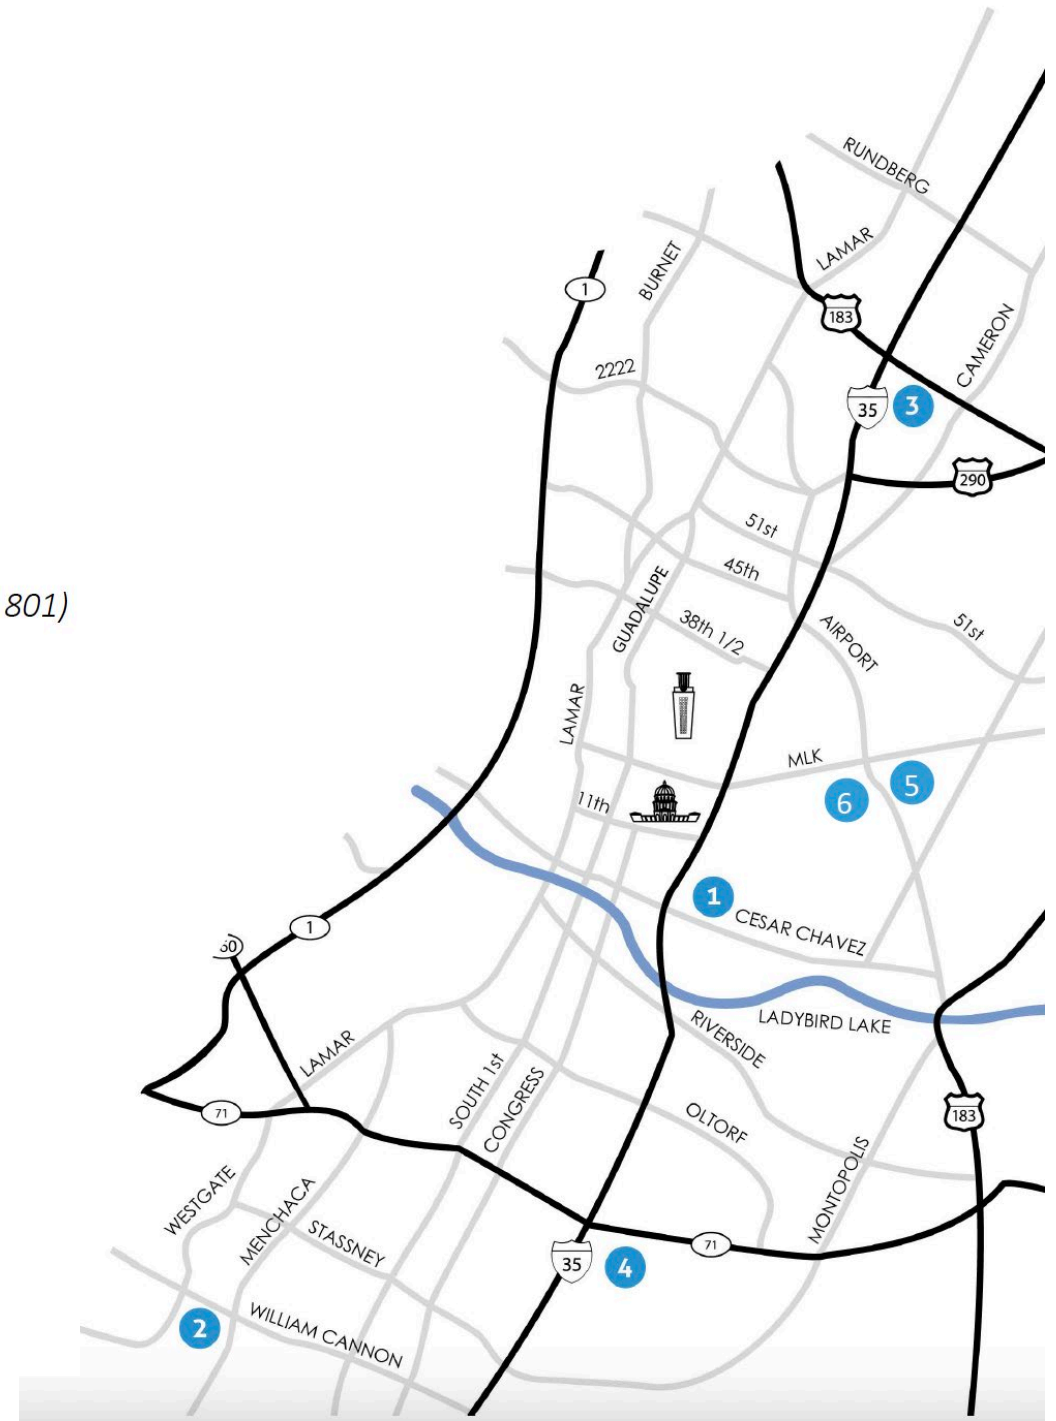 RUNDBERG
LAMAR
BURNET
1
183
CAMERON
2222
35
3
290
51st
45th
801)
GUADALUPE
38th 1/2
AIRPORT
51st
LAMAR
MLK
5
6
11th
1
CESAR CHAVEZ
1
LADYBIRD LAKE
RIVERSIDE
LAMAR
SOUTH 1st
CONGRESS
71
OLTORF
183
MONTOPOLIS
WESTGATE
MENCHACA
STASSNEY
71
35
4
2
WILLIAM CANNON